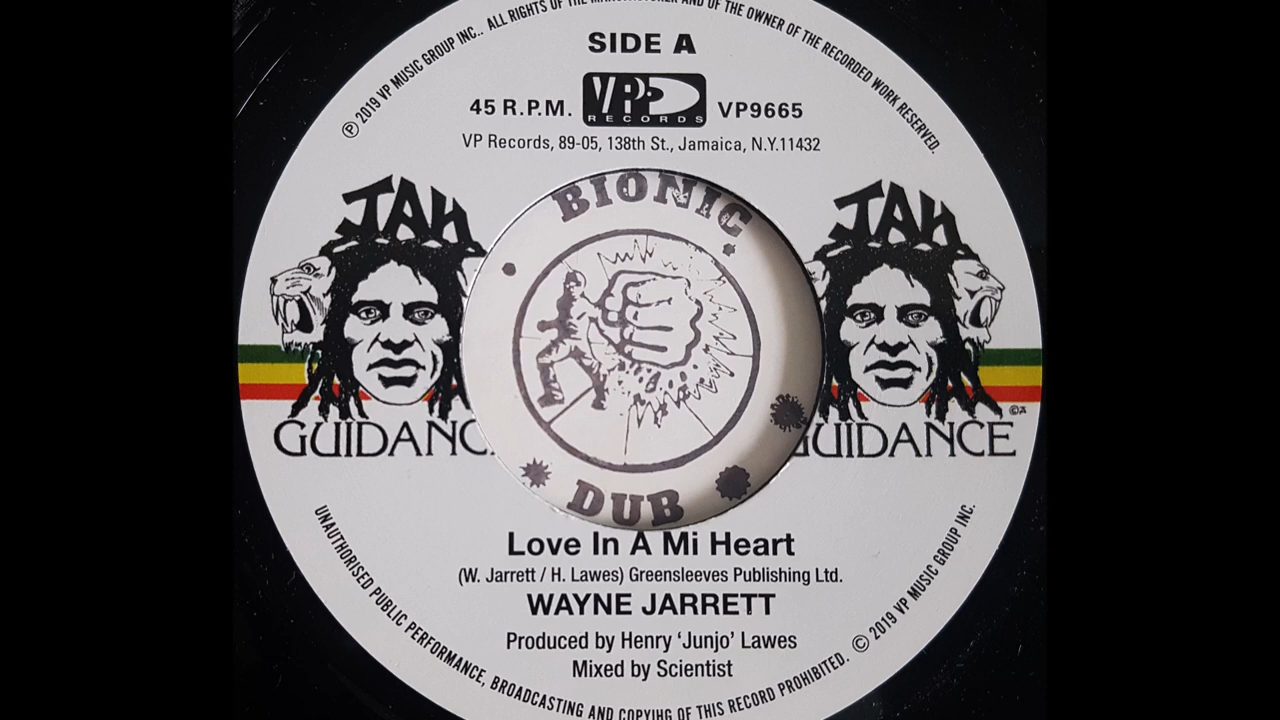 ℗ 2019 VP MUSIC GROUP INC.. ALL RIGHTS OF THE MANUFACTURER AND OF THE OWNER OF THE RECORDED WORK RESERVED.
SIDE A
45 R.P.M.
VP
RECORDS
VP9665
VP Records, 89-05, 138th St., Jamaica, N.Y.11432
JAH
GUIDANC
JAH
GUIDANCE
©A
BIONIC
DUB
Love In A Mi Heart
(W. Jarrett / H. Lawes) Greensleeves Publishing Ltd.
WAYNE JARRETT
Produced by Henry ‘Junjo’ Lawes
Mixed by Scientist
UNAUTHORISED PUBLIC PERFORMANCE, BROADCASTING AND COPYIHG OF THIS RECORD PROHIBITED. © 2019 VP MUSIC GROUP INC.